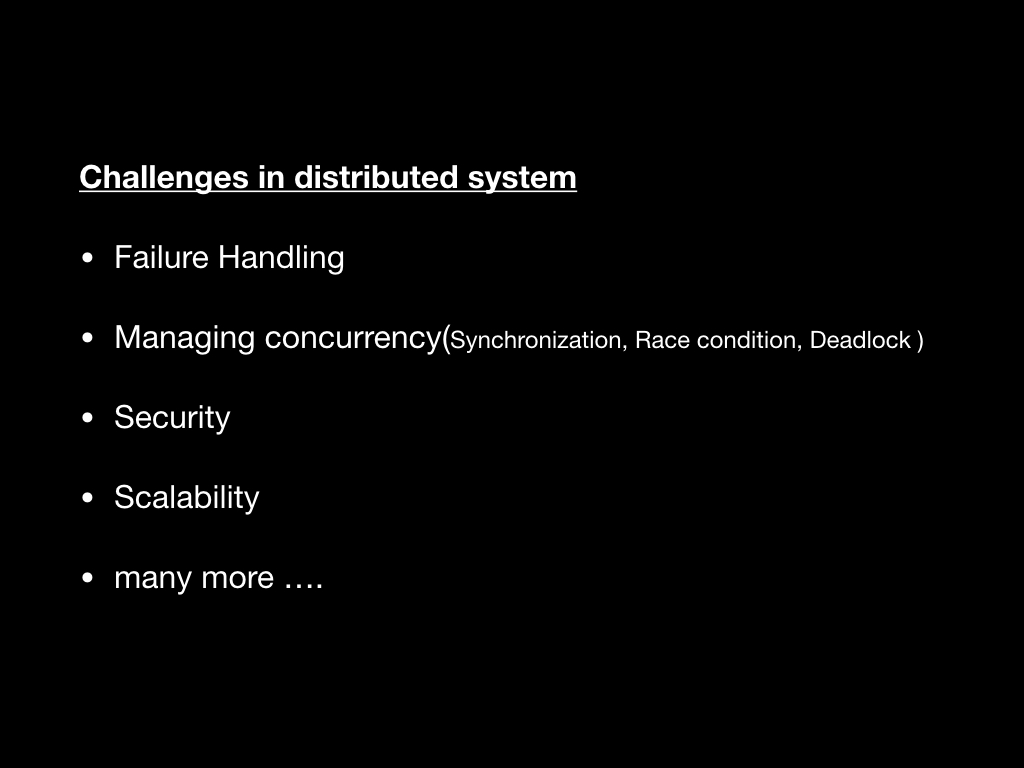 Challenges in distributed system
• Failure Handling
• Managing concurrency(Synchronization, Race condition, Deadlock )
• Security
• Scalability
• many more ….